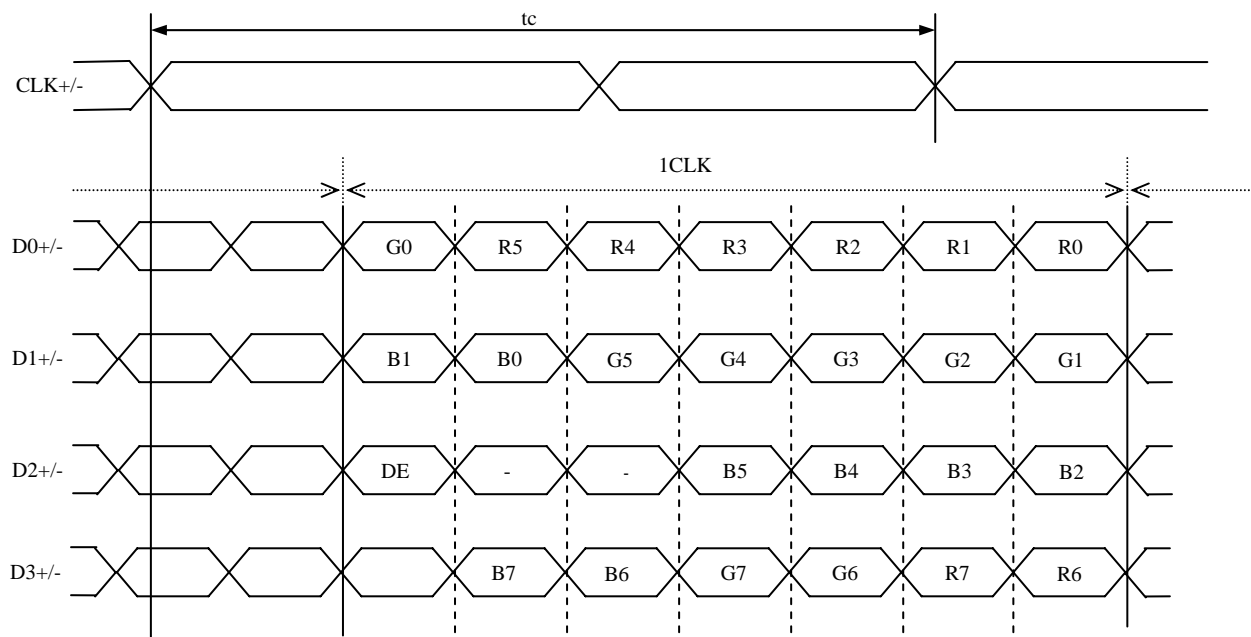 tc
CLK+/-
1CLK
D0+/- G0 R5 R4 R3 R2 R1 R0
D1+/- B1 B0 G5 G4 G3 G2 G1
D2+/- DE - - B5 B4 B3 B2
D3+/- B7 B6 G7 G6 R7 R6